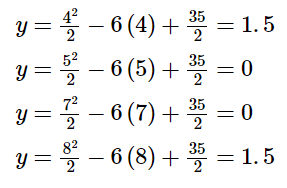 y = 4²/2 − 6(4) + 35/2 = 1.5
y = 5²/2 − 6(5) + 35/2 = 0
y = 7²/2 − 6(7) + 35/2 = 0
y = 8²/2 − 6(8) + 35/2 = 1.5